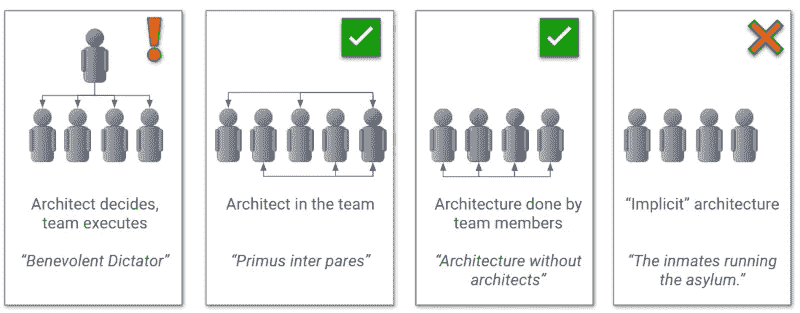 Architect decides,
team executes
“Benevolent Dictator”
Architect in the team
“Primus inter pares”
Architecture done by
team members
“Architecture without
architects”
“Implicit” architecture
“The inmates running
the asylum.”